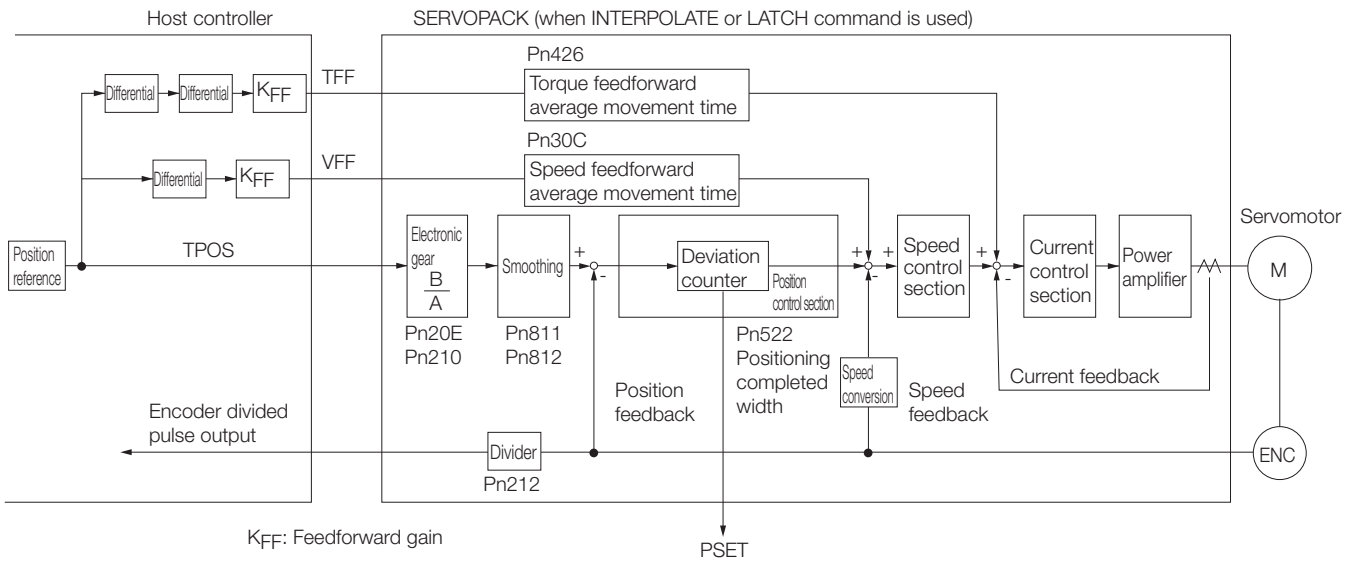 Host controller
SERVOPACK (when INTERPOLATE or LATCH command is used)
Pn426
TFF
Differential
Differential
KFF
Torque feedforward
average movement time
Pn30C
VFF
Differential
KFF
Speed feedforward
average movement time
Position
reference
TPOS
Electronic
gear
B
A
Pn20E
Pn210
Smoothing
Pn811
Pn812
+
-
Deviation
counter
Position
control section
Pn522
Positioning
completed
width
+
+
-
Speed
control
section
+
-
Current
control
section
Power
amplifier
Servomotor
M
Position
feedback
Speed
conversion
Speed
feedback
Current feedback
Encoder divided
pulse output
Divider
Pn212
ENC
KFF: Feedforward gain
PSET